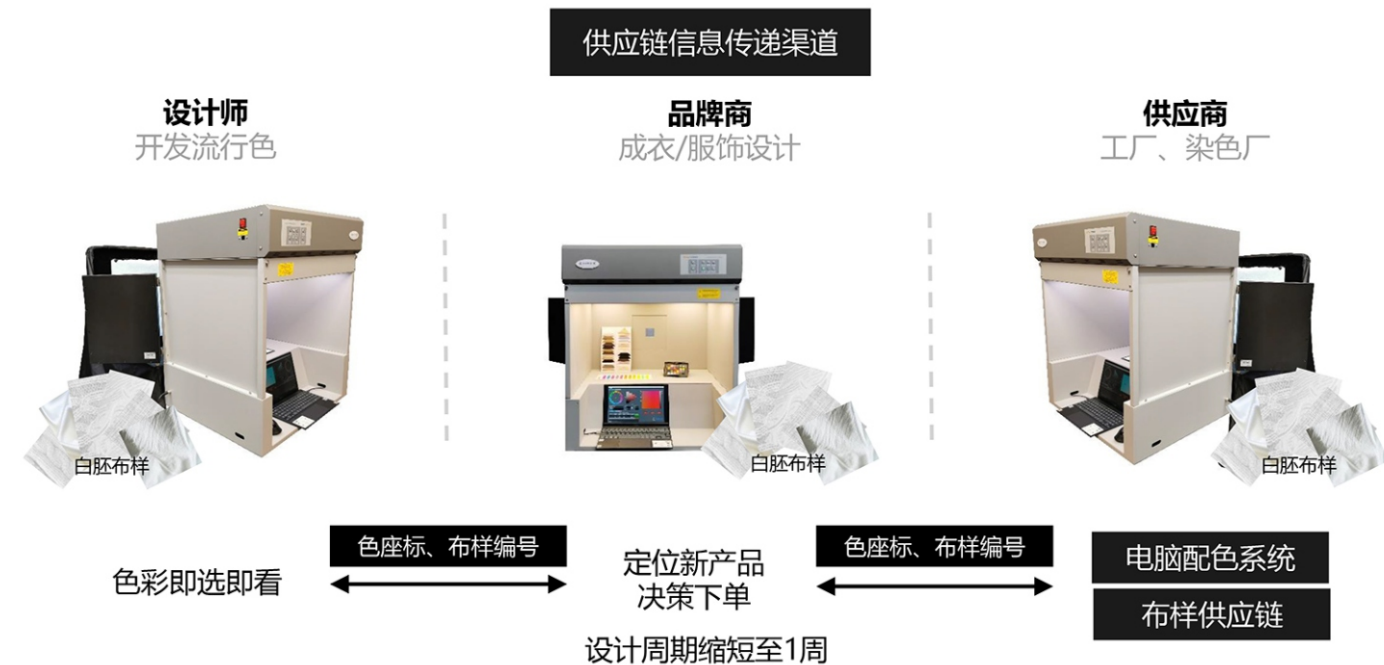 供应链信息传递渠道
设计师
开发流行色
品牌商
成衣/服饰设计
供应商
工厂、染色厂
白胚布样
白胚布样
白胚布样
色彩即选即看
色座标、布样编号
定位新产品
决策下单
色座标、布样编号
电脑配色系统
布样供应链
设计周期缩短至1周